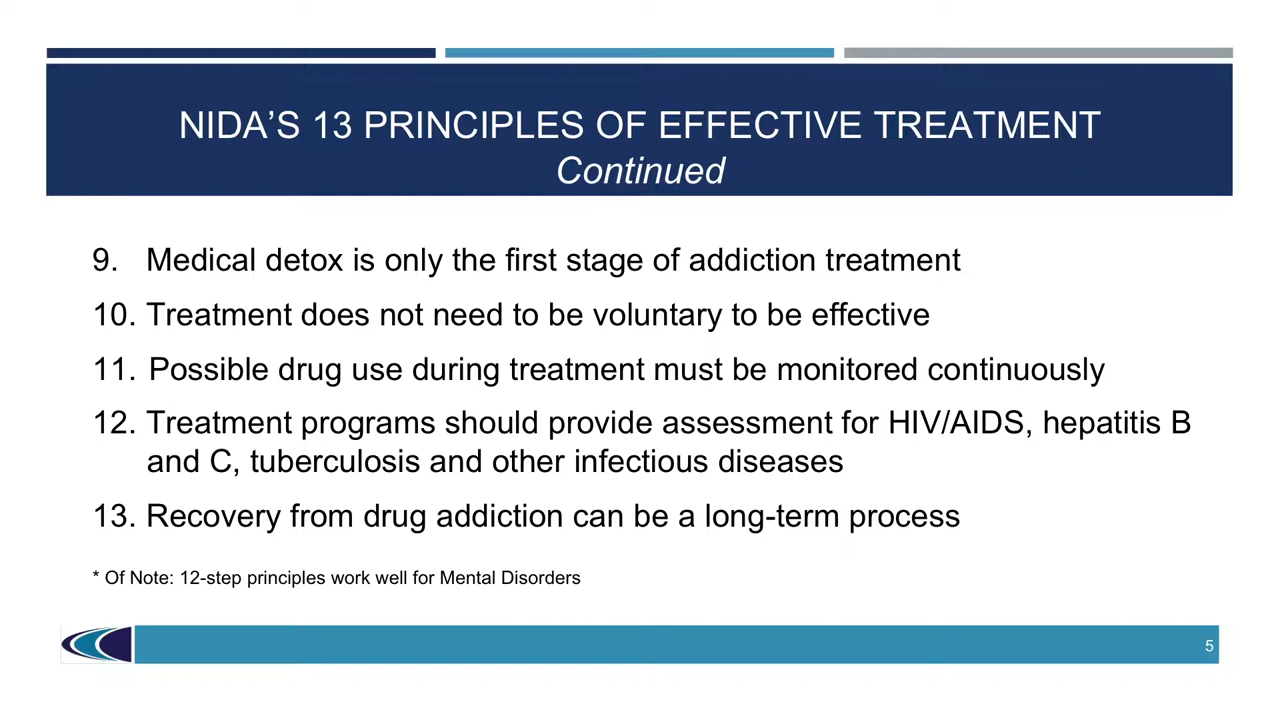 NIDA’S 13 PRINCIPLES OF EFFECTIVE TREATMENT
Continued
9. Medical detox is only the first stage of addiction treatment
10. Treatment does not need to be voluntary to be effective
11. Possible drug use during treatment must be monitored continuously
12. Treatment programs should provide assessment for HIV/AIDS, hepatitis B
and C, tuberculosis and other infectious diseases
13. Recovery from drug addiction can be a long-term process
* Of Note: 12-step principles work well for Mental Disorders
5